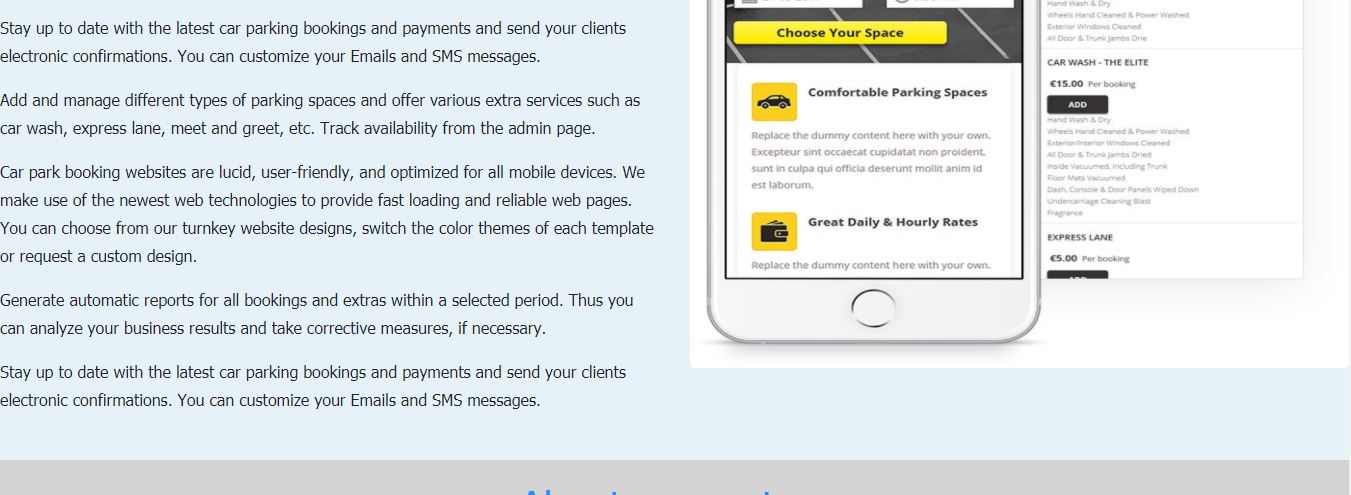 Stay up to date with the latest car parking bookings and payments and send your clients
electronic confirmations. You can customize your Emails and SMS messages.
Add and manage different types of parking spaces and offer various extra services such as
car wash, express lane, meet and greet, etc. Track availability from the admin page.
Car park booking websites are lucid, user-friendly, and optimized for all mobile devices. We
make use of the newest web technologies to provide fast loading and reliable web pages.
You can choose from our turnkey website designs, switch the color themes of each template
or request a custom design.
Generate automatic reports for all bookings and extras within a selected period. Thus you
can analyze your business results and take corrective measures, if necessary.
Stay up to date with the latest car parking bookings and payments and send your clients
electronic confirmations. You can customize your Emails and SMS messages.
Choose Your Space
Comfortable Parking Spaces
Replace the dummy content here with your own.
Excepteur sint occaecat cupidatat non proident,
sunt in culpa qui officia deserunt mollit anim id
est laborum.
Great Daily & Hourly Rates
Replace the dummy content here with your own.
Hand Wash & Dry
Wheels Hand Cleaned & Power Washed
Exterior Windows Cleaned
All Door & Trunk Jambs Drie
CAR WASH - THE ELITE
€15.00 Per booking
ADD
Hand Wash & Dry
Wheels Hand Cleaned & Power Washed
Exterior/Interior Windows Cleaned
All Door & Trunk Jambs Dried
Inside Vacuumed, Including Trunk
Floor Mats Vacuumed
Dash, Console & Door Panels Wiped Down
Undercarriage Cleaning Blast
Fragrance
EXPRESS LANE
€5.00 Per booking
ADD